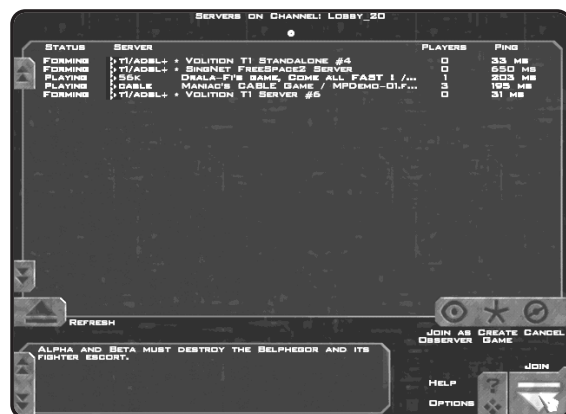 Servers on Channel: Lobby_20
Status Server Players Ping
Forming T1/ADSL+ * Volition T1 Standalone #4 0 33 ms
Forming T1/ADSL+ * SingNet FreeSpace2 Server 0 650 ms
Playing 56K Drala-Fi's game, Come all FAST ! /... 1 203 ms
Playing Cable Maniac's CABLE Game / MPDemo-01.f... 3 195 ms
Forming T1/ADSL+ * Volition T1 Server #6 0 31 ms
Refresh
Join as Observer
Create Game
Cancel
Alpha and Beta must destroy the Belphegor and its
fighter escort.
Join
Help
?
Options